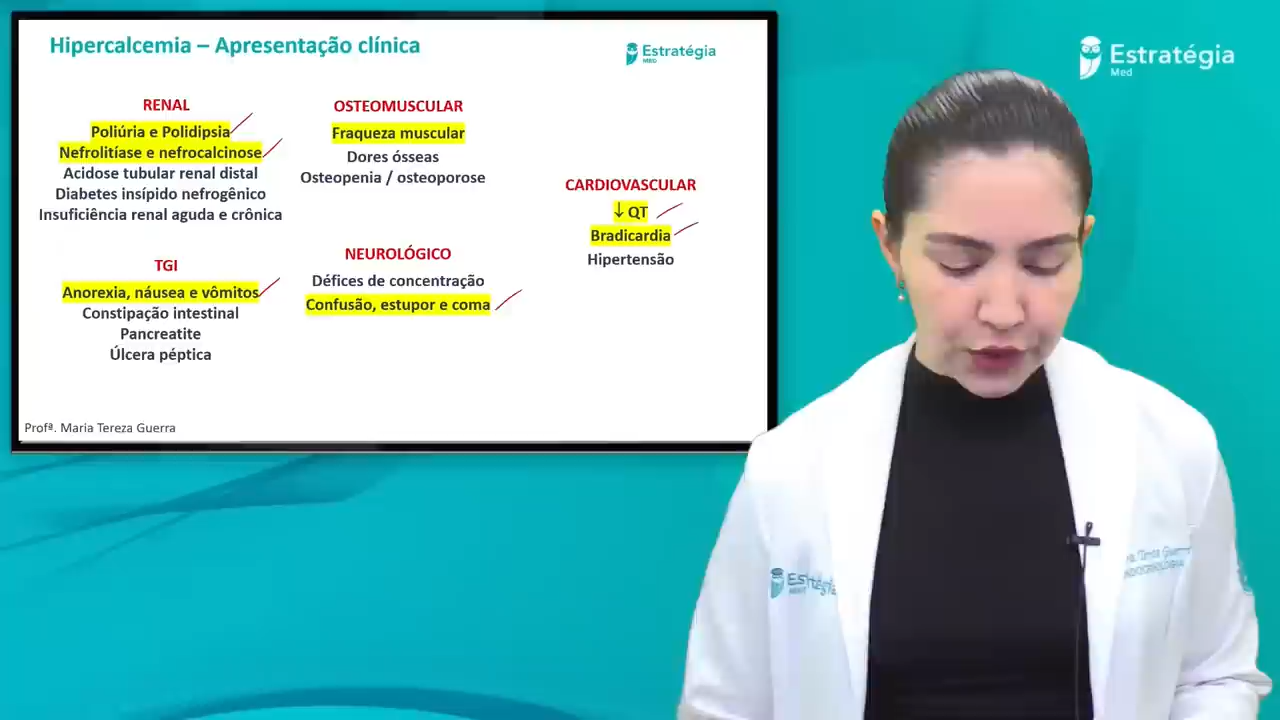 Hipercalcemia – Apresentação clínica
Estratégia
MED
RENAL
Poliúria e Polidipsia
Nefrolitíase e nefrocalcinose
Acidose tubular renal distal
Diabetes insípido nefrogênico
Insuficiência renal aguda e crônica
TGI
Anorexia, náusea e vômitos
Constipação intestinal
Pancreatite
Úlcera péptica
OSTEOMUSCULAR
Fraqueza muscular
Dores ósseas
Osteopenia / osteoporose
NEUROLÓGICO
Défices de concentração
Confusão, estupor e coma
CARDIOVASCULAR
↓ QT
Bradicardia
Hipertensão
Profª. Maria Tereza Guerra
Estratégia
Med
Estratégia